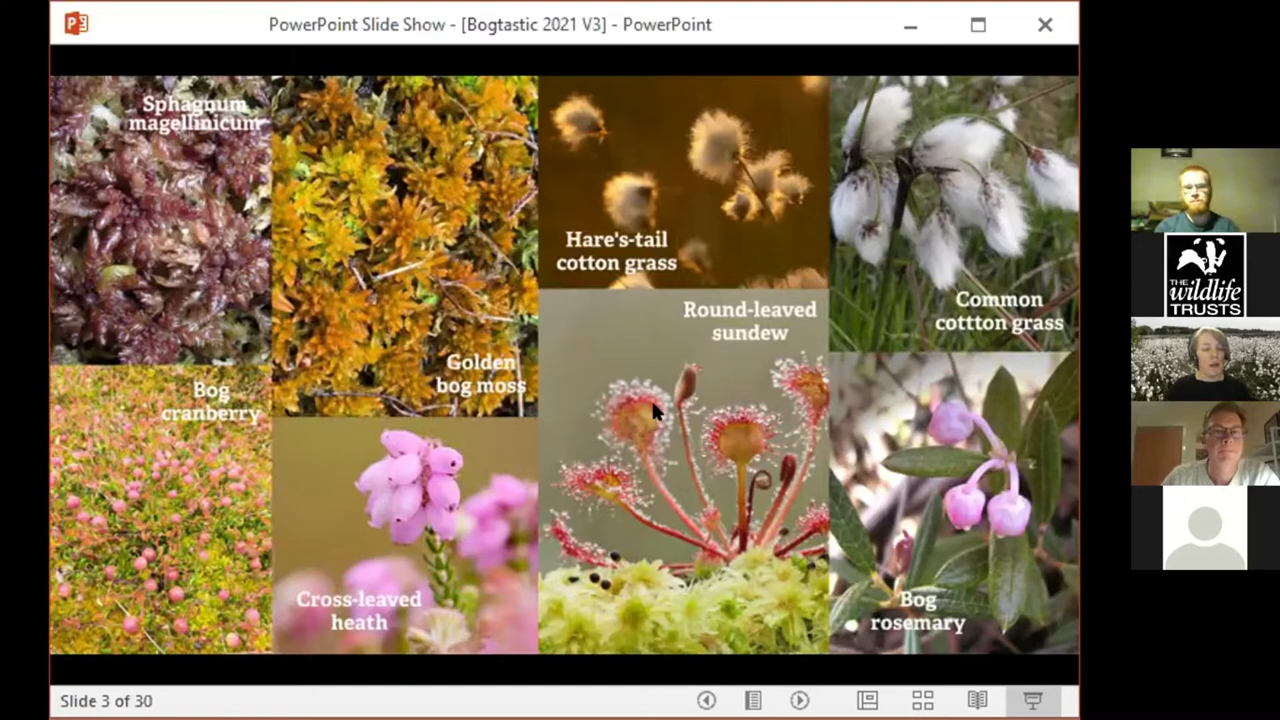 PowerPoint Slide Show - [Bogtastic 2021 V3] - PowerPoint
Sphagnum
magellinicum
Golden
bog moss
Hare's-tail
cotton grass
Common
cottton grass
Bog
cranberry
Cross-leaved
heath
Round-leaved
sundew
Bog
rosemary
THE
wildlife
TRUSTS
Slide 3 of 30